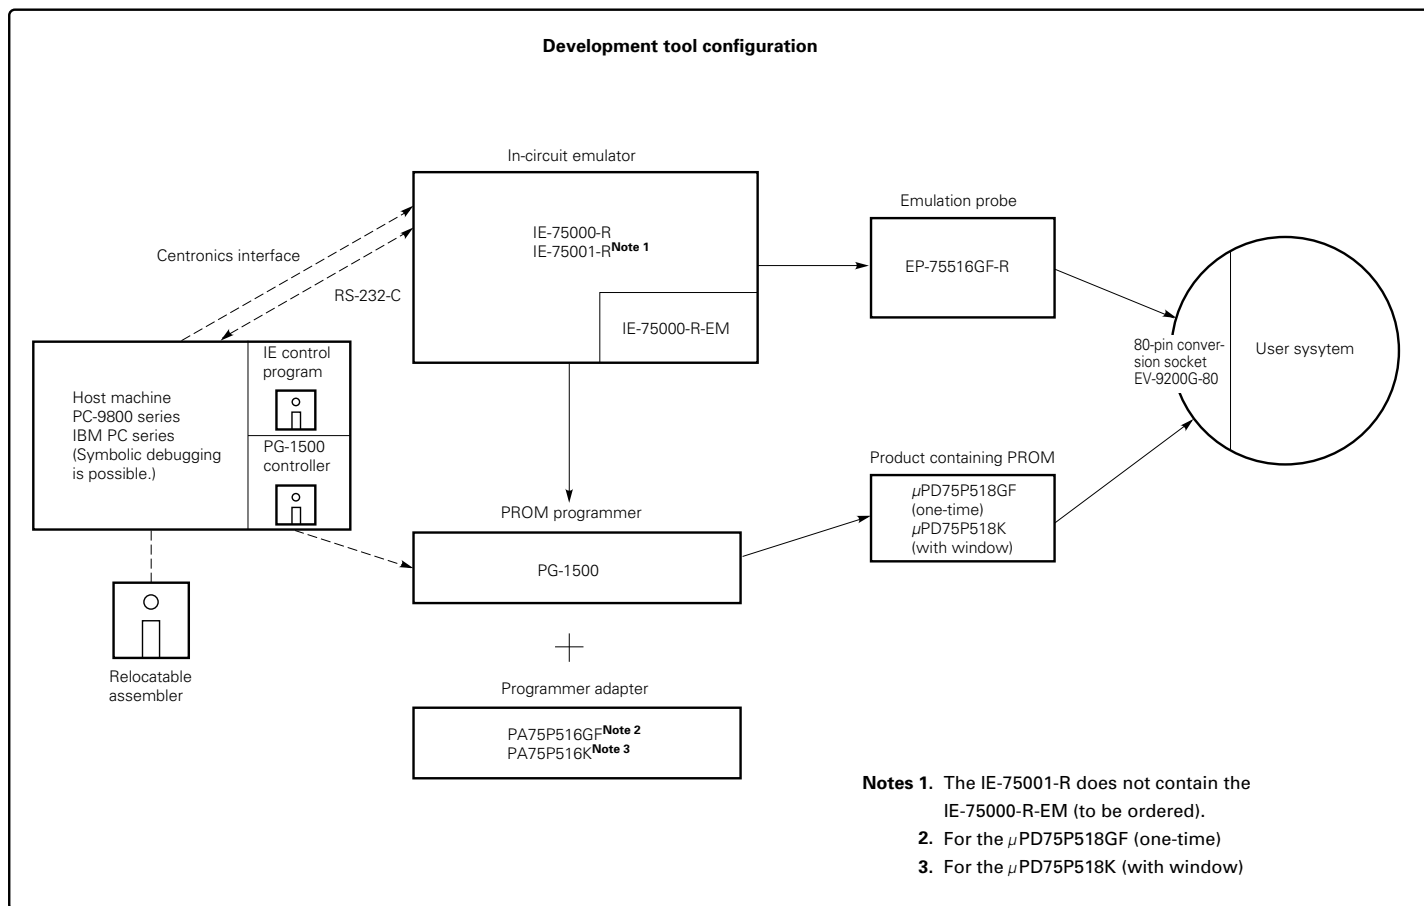 Development tool configuration
In-circuit emulator
IE-75000-R
IE-75001-RNote 1
IE-75000-R-EM
Emulation probe
EP-75516GF-R
Centronics interface
RS-232-C
Host machine
PC-9800 series
IBM PC series
(Symbolic debugging
is possible.)
IE control
program
PG-1500
controller
80-pin conver-
sion socket
EV-9200G-80
User sysytem
Product containing PROM
µPD75P518GF
(one-time)
µPD75P518K
(with window)
PROM programmer
PG-1500
Relocatable
assembler
Programmer adapter
PA75P516GFNote 2
PA75P516KNote 3
Notes 1. The IE-75001-R does not contain the
IE-75000-R-EM (to be ordered).
2. For the µPD75P518GF (one-time)
3. For the µPD75P518K (with window)